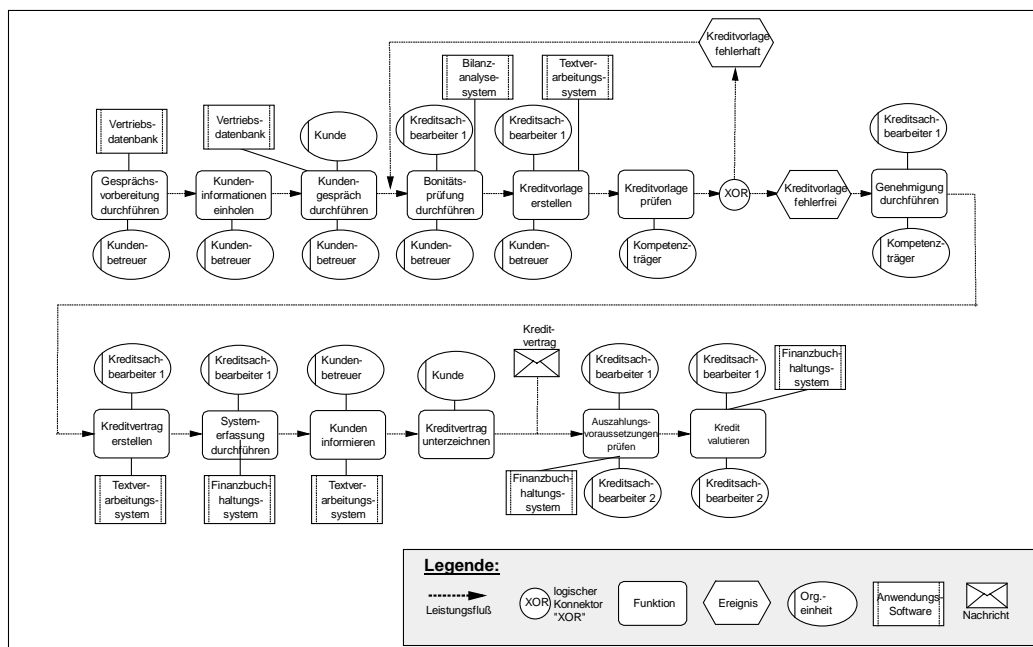 Kreditvorlage
fehlerhaft
Bilanz-
analyse-
system
Textver-
arbeitungs-
system
Vertriebs-
datenbank
Vertriebs-
datenbank
Kunde
Kreditsach-
bearbeiter 1
Kreditsach-
bearbeiter 1
Kreditsach-
bearbeiter 1
Gesprächs-
vorbereitung
durchführen
Kunden-
informationen
einholen
Kunden-
gespräch
durchführen
Bonitäts-
prüfung
durchführen
Kreditvorlage
erstellen
Kreditvorlage
prüfen
XOR
Kreditvorlage
fehlerfrei
Genehmigung
durchführen
Kunden-
betreuer
Kunden-
betreuer
Kunden-
betreuer
Kunden-
betreuer
Kunden-
betreuer
Kompetenz-
träger
Kompetenz-
träger
Kredit-
vertrag
Kreditsach-
bearbeiter 1
Kreditsach-
bearbeiter 1
Kunden-
betreuer
Kunde
Kreditsach-
bearbeiter 1
Kreditsach-
bearbeiter 1
Finanzbuch-
haltungs-
system
Kreditvertrag
erstellen
System-
erfassung
durchführen
Kunden
informieren
Kreditvertrag
unterzeichnen
Auszahlungs-
voraussetzungen
prüfen
Kredit
valutieren
Textver-
arbeitungs-
system
Finanzbuch-
haltungs-
system
Textver-
arbeitungs-
system
Finanzbuch-
haltungs-
system
Kreditsach-
bearbeiter 2
Kreditsach-
bearbeiter 2
Legende:
Leistungsfluß
XOR
logischer
Konnektor
"XOR"
Funktion
Ereignis
Org.-
einheit
Anwendungs-
Software
Nachricht